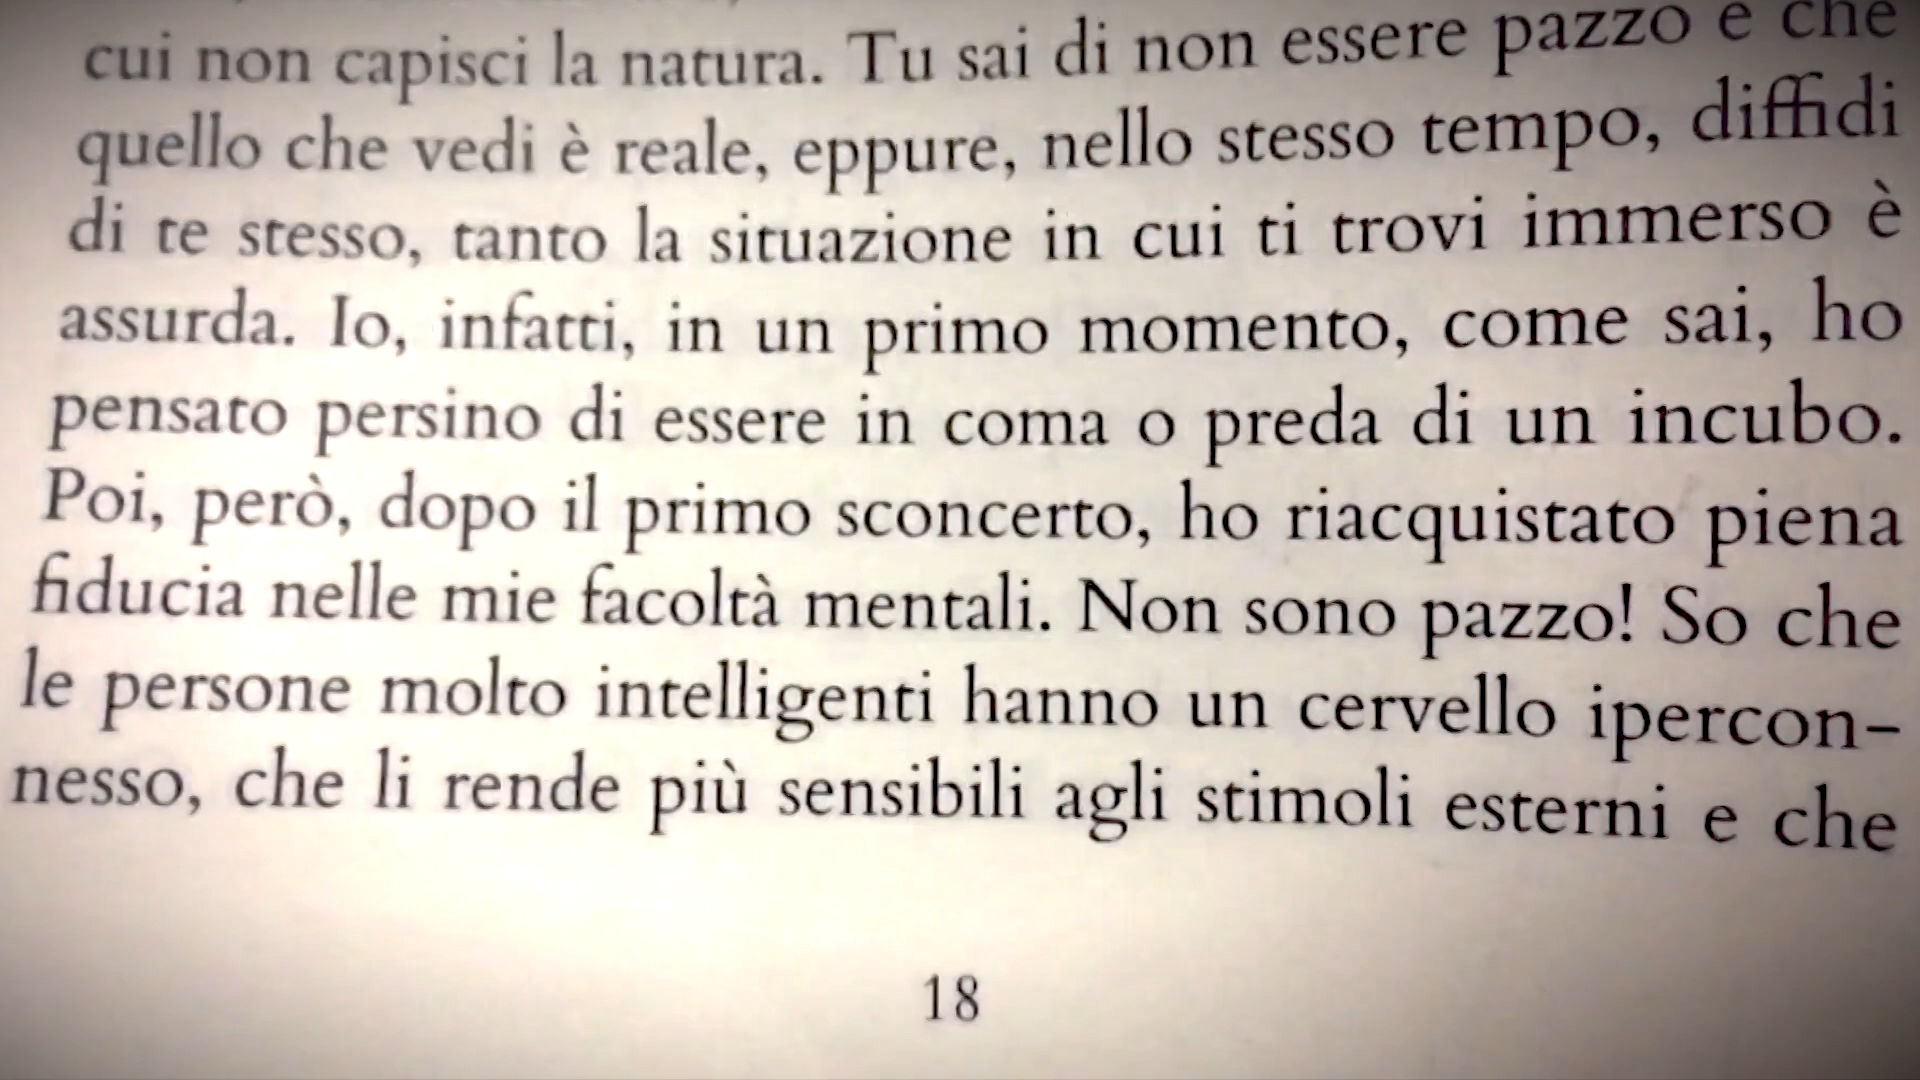 cui non capisci la natura. Tu sai di non essere pazzo e che
quello che vedi è reale, eppure, nello stesso tempo, diffidi
di te stesso, tanto la situazione in cui ti trovi immerso è
assurda. Io, infatti, in un primo momento, come sai, ho
pensato persino di essere in coma o preda di un incubo.
Poi, però, dopo il primo sconcerto, ho riacquistato piena
fiducia nelle mie facoltà mentali. Non sono pazzo! So che
le persone molto intelligenti hanno un cervello ipercon-
nesso, che li rende più sensibili agli stimoli esterni e che
18